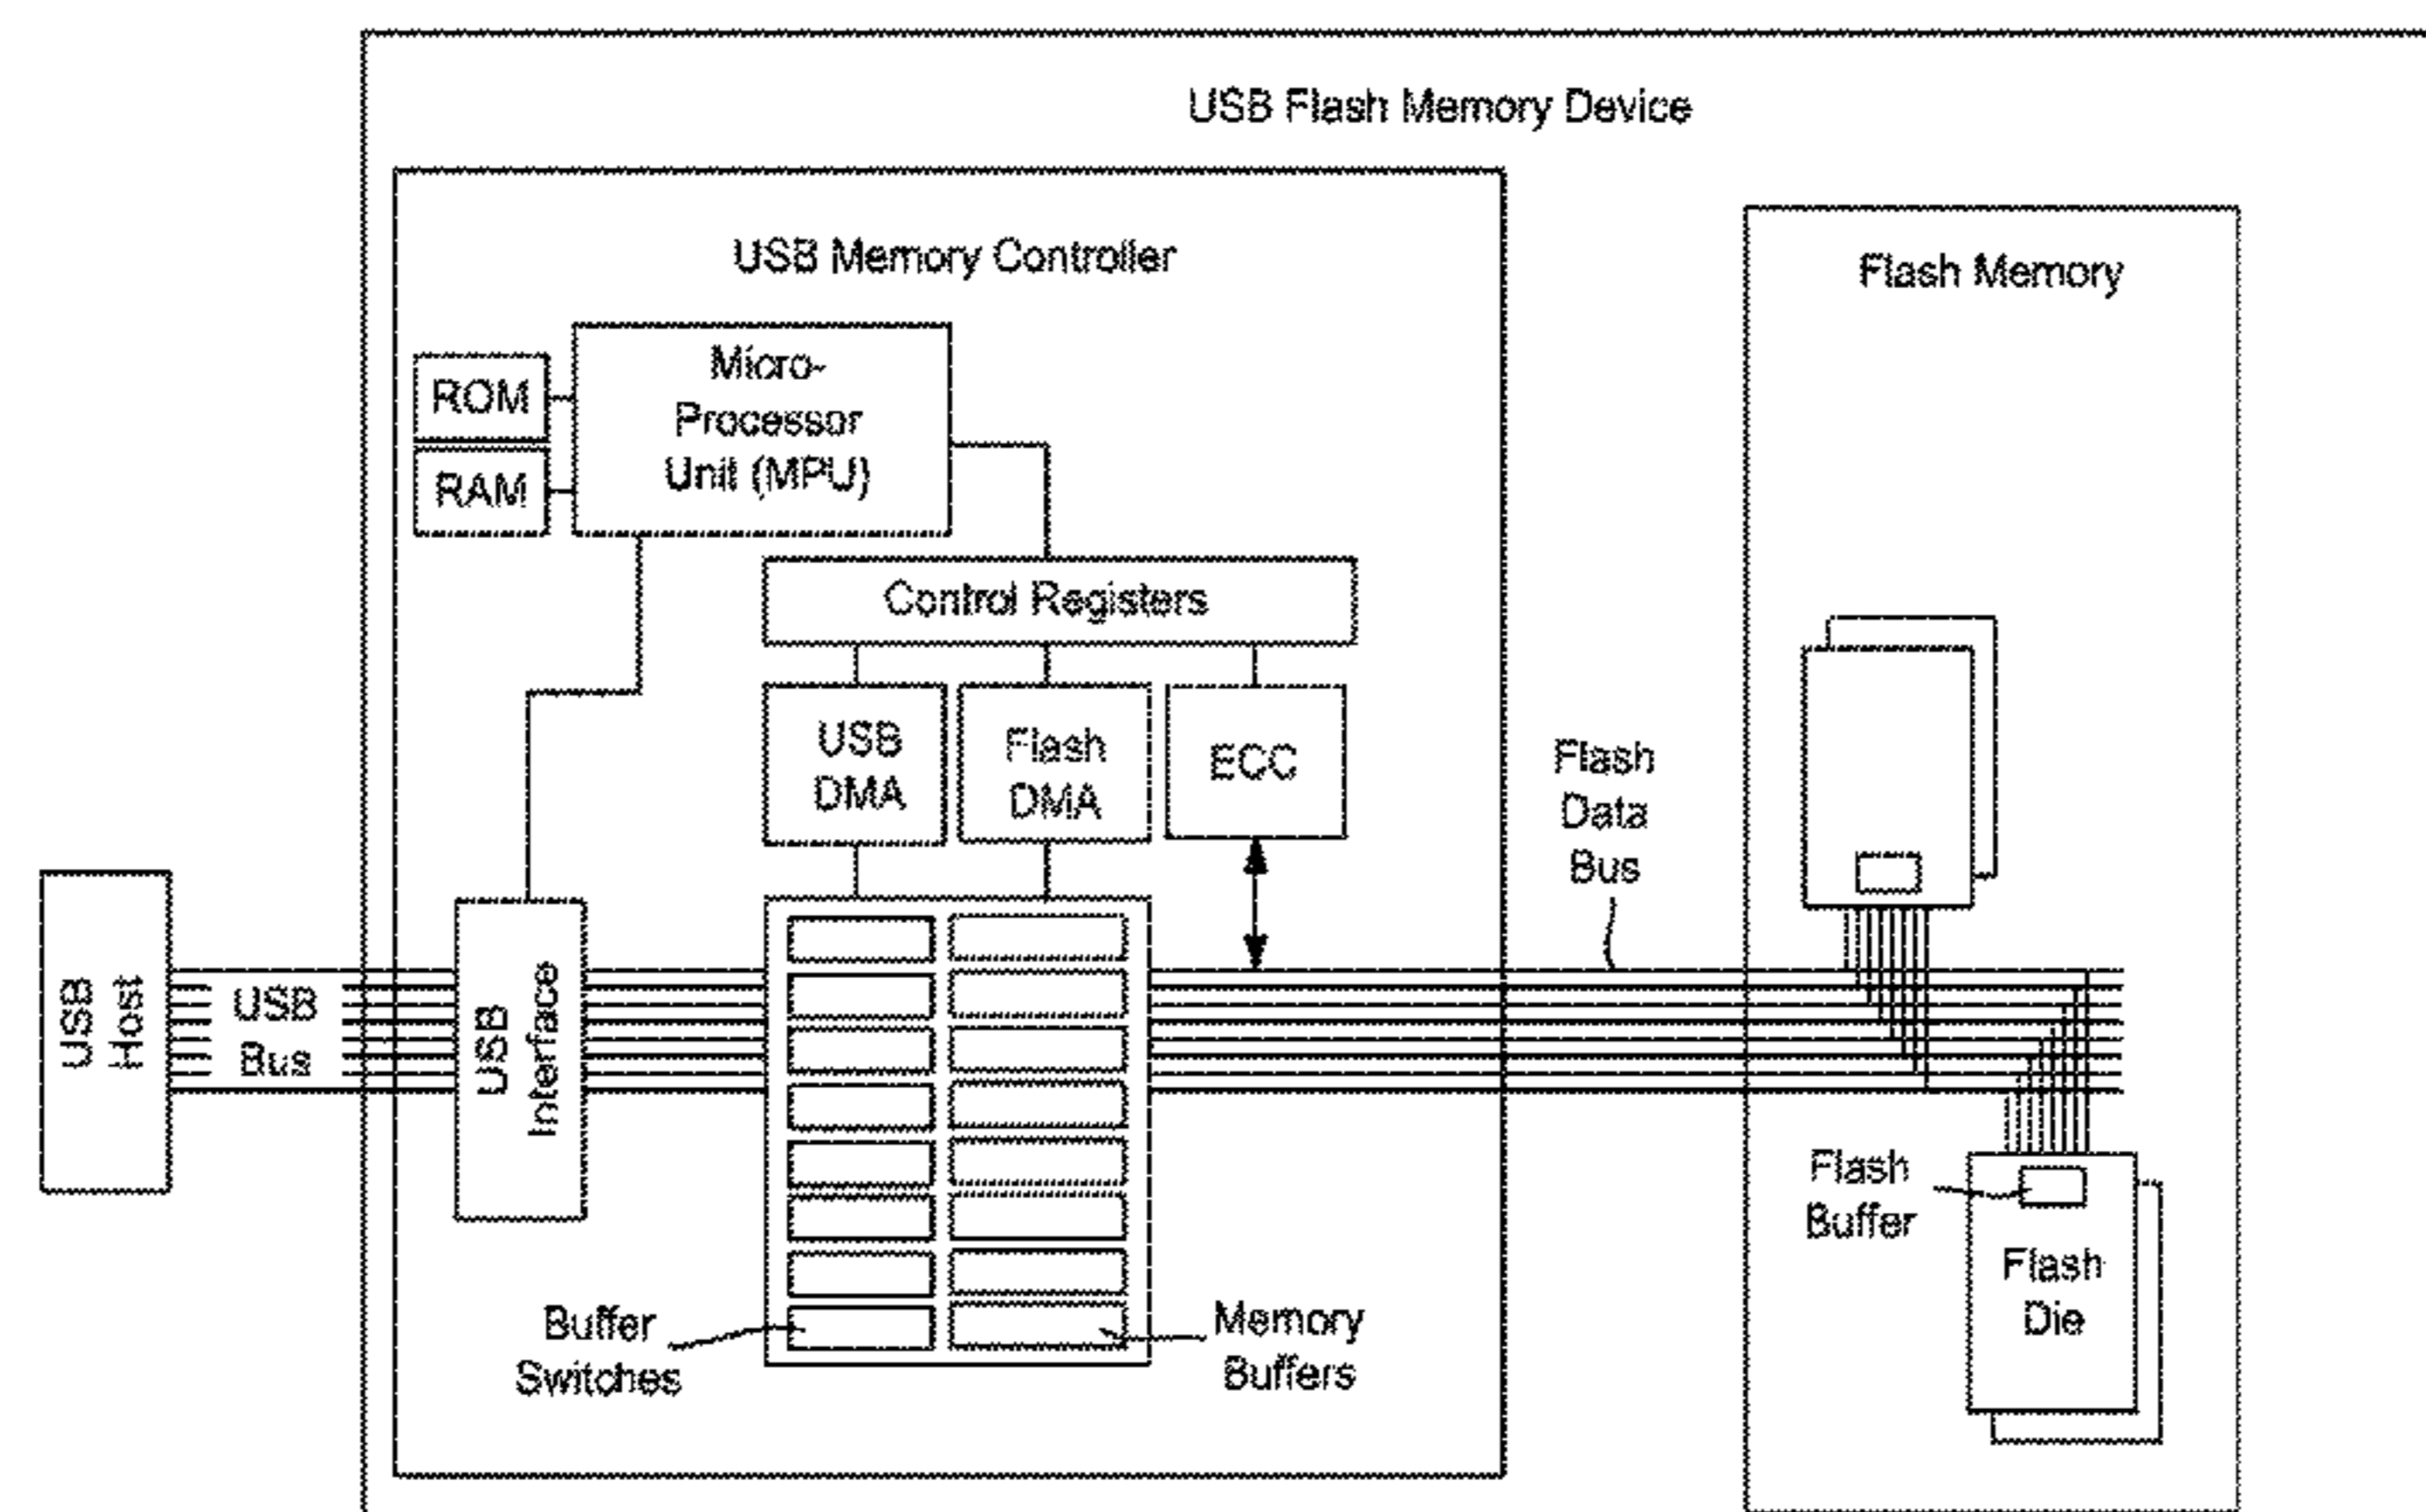 USB Flash Memory Device
USB Memory Controller
Flash Memory
ROM
RAM
Micro-
Processor
Unit (MPU)
Control Registers
USB
DMA
Flash
DMA
ECC
Flash
Data
Bus
USB
Host
USB
Bus
USB
Interface
Buffer
Switches
Memory
Buffers
Flash
Buffer
Flash
Die